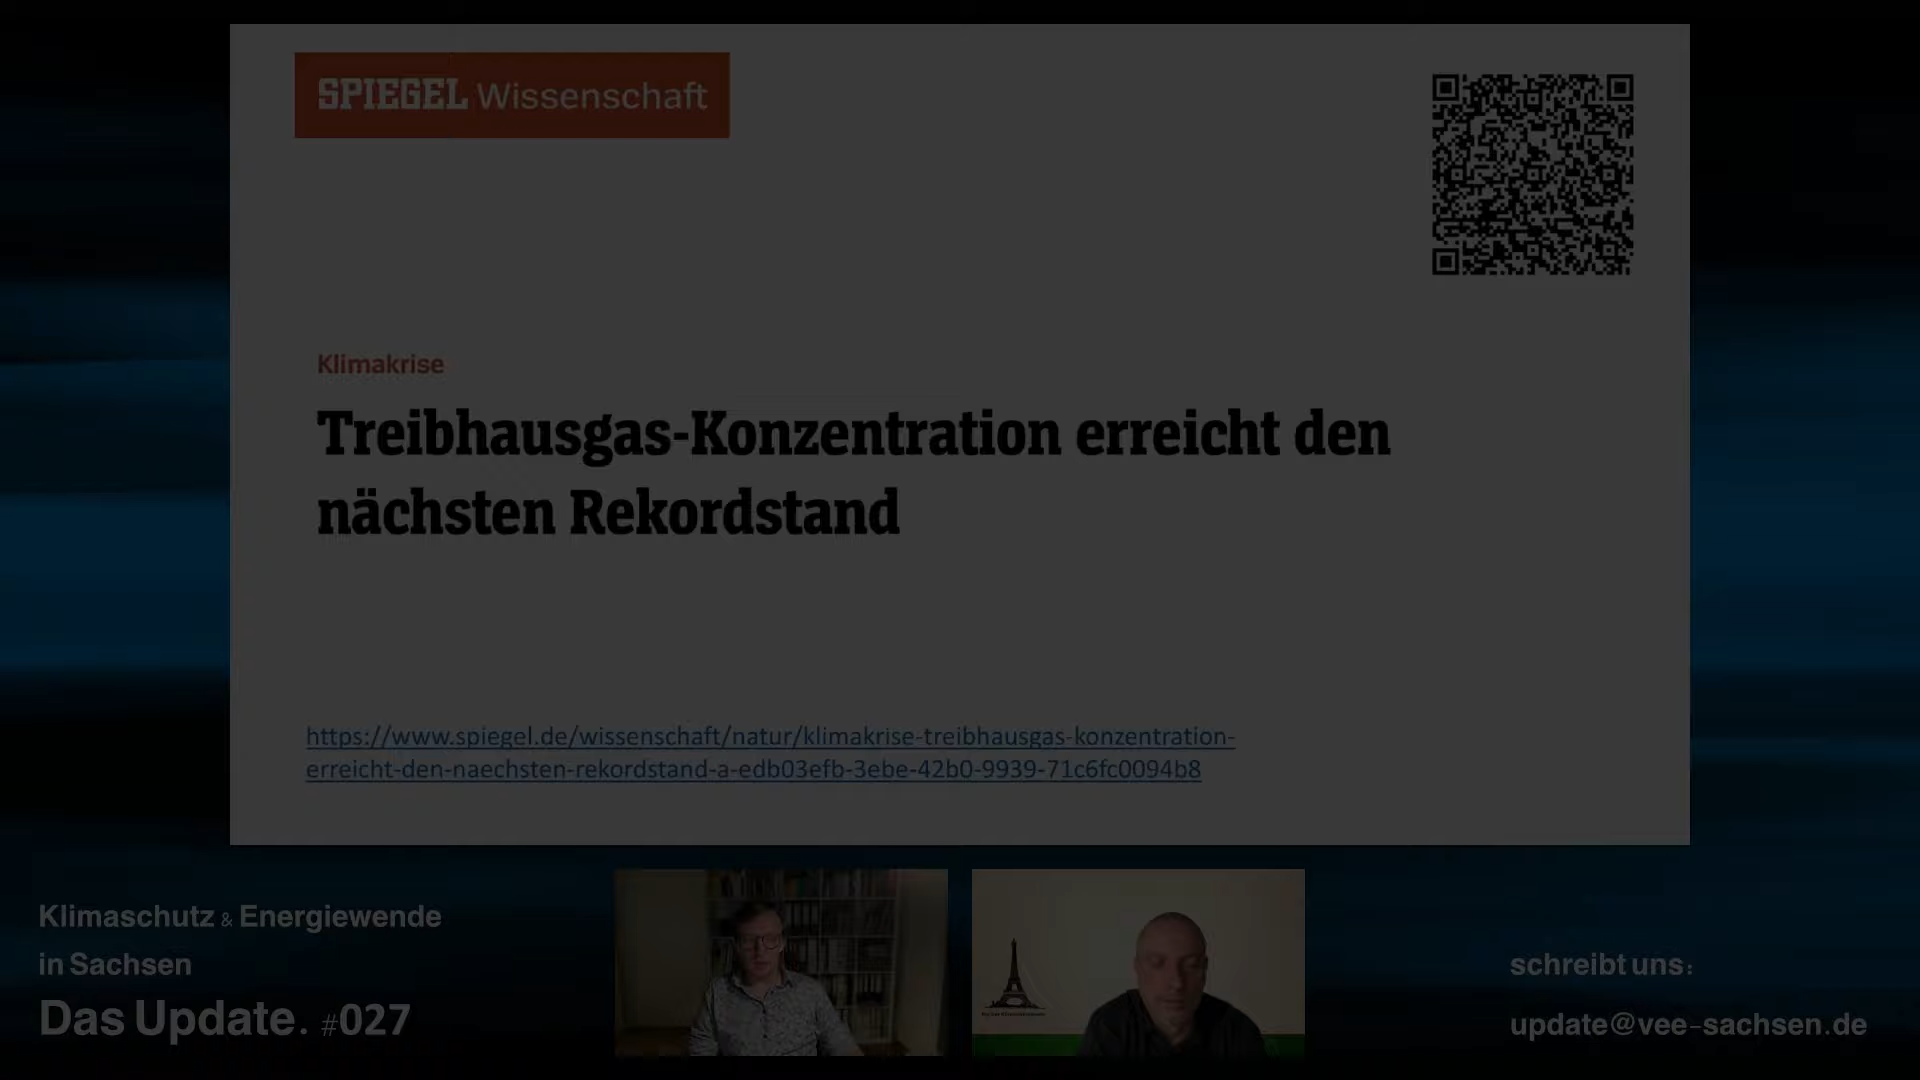 SPIEGEL Wissenschaft
Klimakrise
Treibhausgas-Konzentration erreicht den
nächsten Rekordstand
https://www.spiegel.de/wissenschaft/natur/klimakrise-treibhausgas-konzentration-
erreicht-den-naechsten-rekordstand-a-edb03efb-3ebe-42b0-9939-71c6fc0094b8
Klimaschutz & Energiewende
in Sachsen
Das Update. #027
schreibt uns:
update@vee-sachsen.de